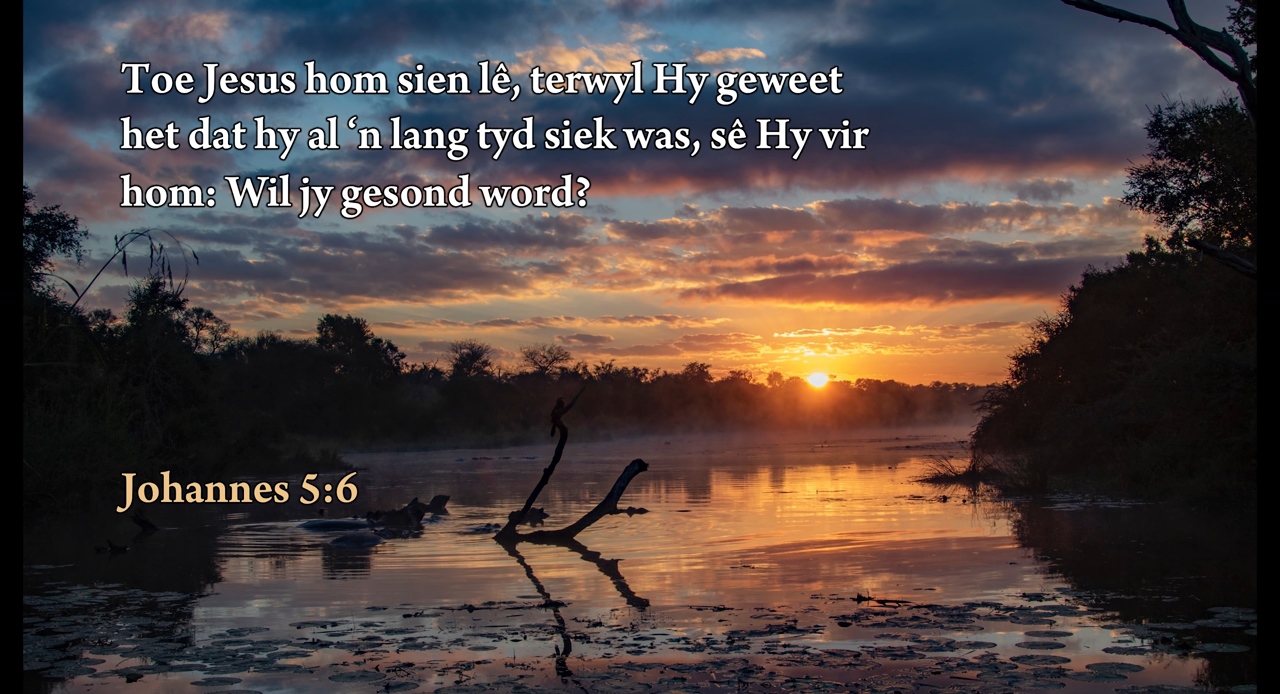 Toe Jesus hom sien lê, terwyl Hy geweet
het dat hy al ‘n lang tyd siek was, sê Hy vir
hom: Wil jy gesond word?
Johannes 5:6